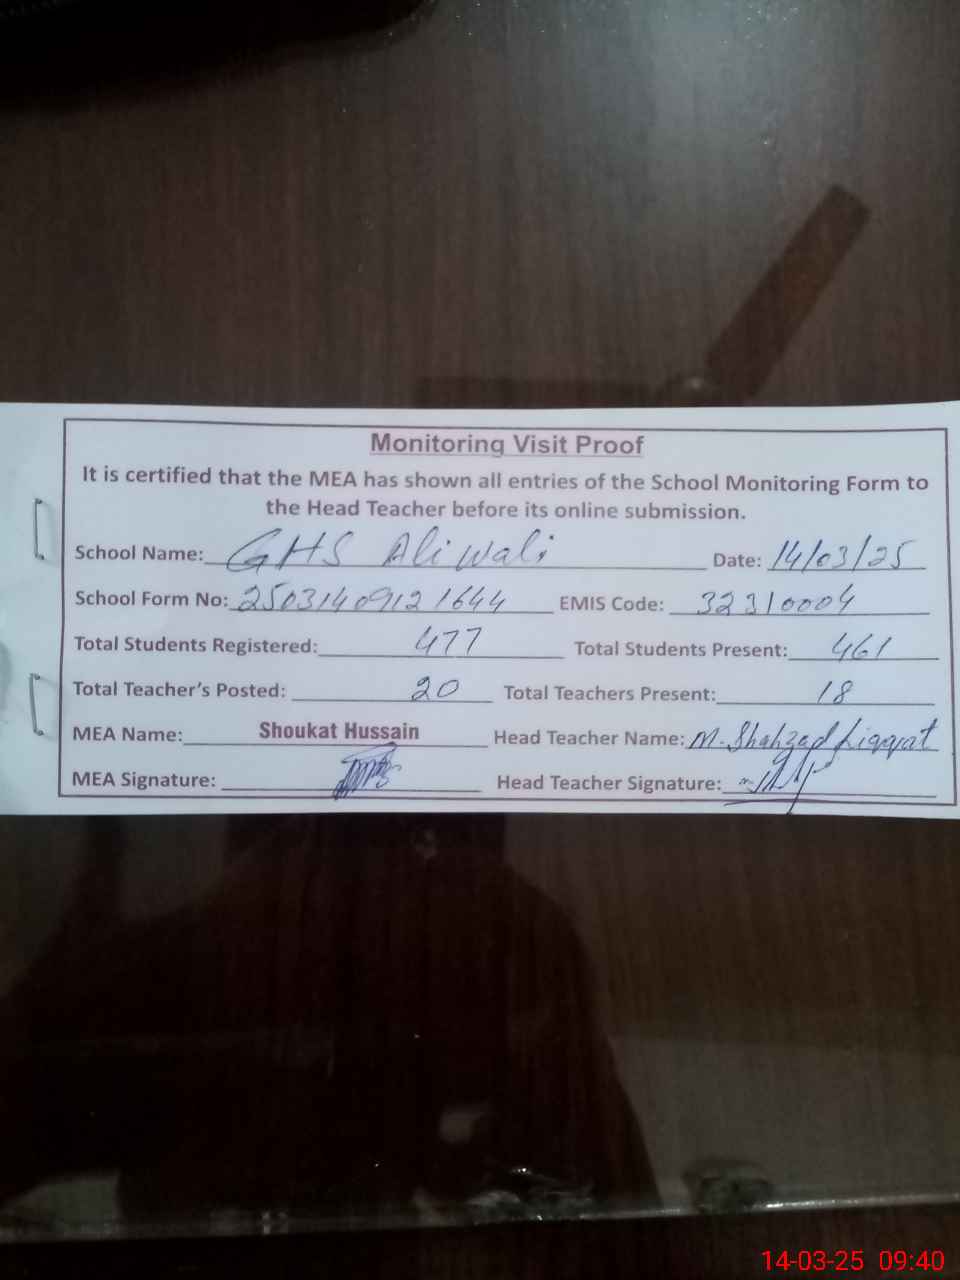 Monitoring Visit Proof
It is certified that the MEA has shown all entries of the School Monitoring Form to
the Head Teacher before its online submission.
School Name: GHS Ali wali Date: 14/03/25
School Form No: 25031409121644 EMIS Code: 32310004
Total Students Registered: 477 Total Students Present: 461
Total Teacher's Posted: 20 Total Teachers Present: 18
MEA Name: Shoukat Hussain Head Teacher Name: M. Shahzad Liaqat
MEA Signature: Head Teacher Signature:
14-03-25 09:40